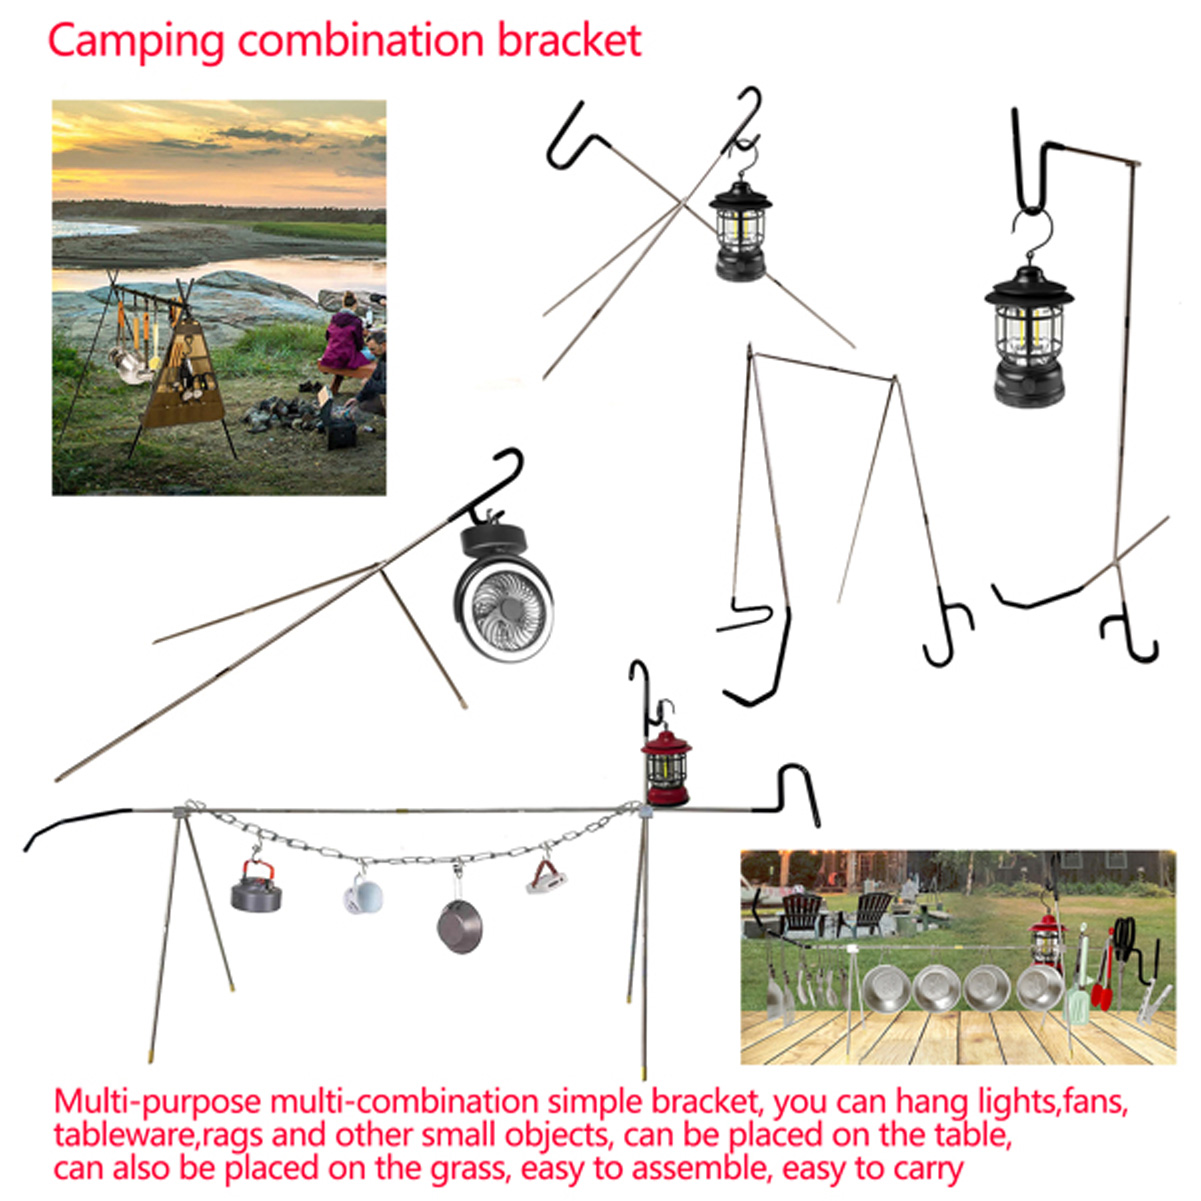 Camping combination bracket
Multi-purpose multi-combination simple bracket, you can hang lights,fans,
tableware,rags and other small objects, can be placed on the table,
can also be placed on the grass, easy to assemble, easy to carry